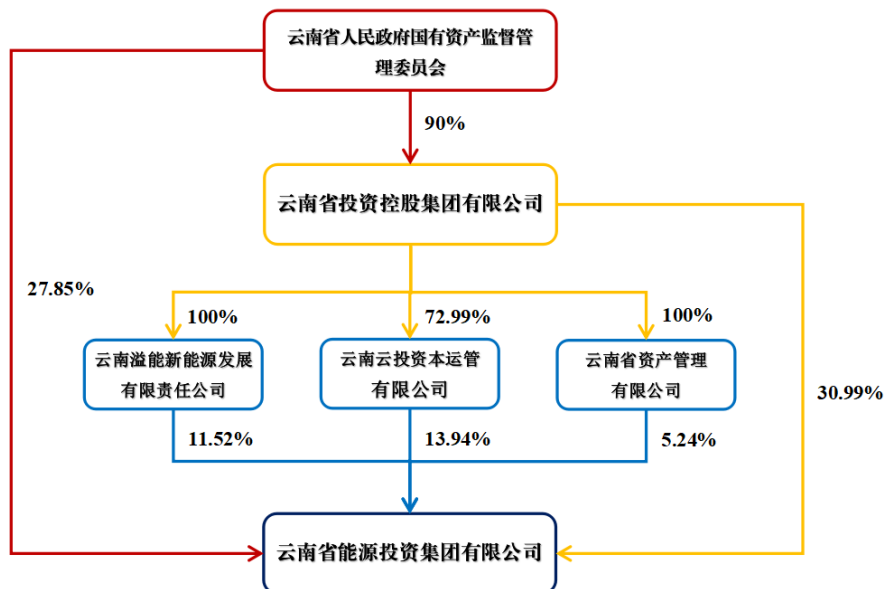 云南省人民政府国有资产监督管
理委员会
90%
云南省投资控股集团有限公司
27.85%
100%
72.99%
100%
云南溢能新能源发展
有限责任公司
云南云投资本运管
有限公司
云南省资产管理
有限公司
30.99%
11.52%
13.94%
5.24%
云南省能源投资集团有限公司